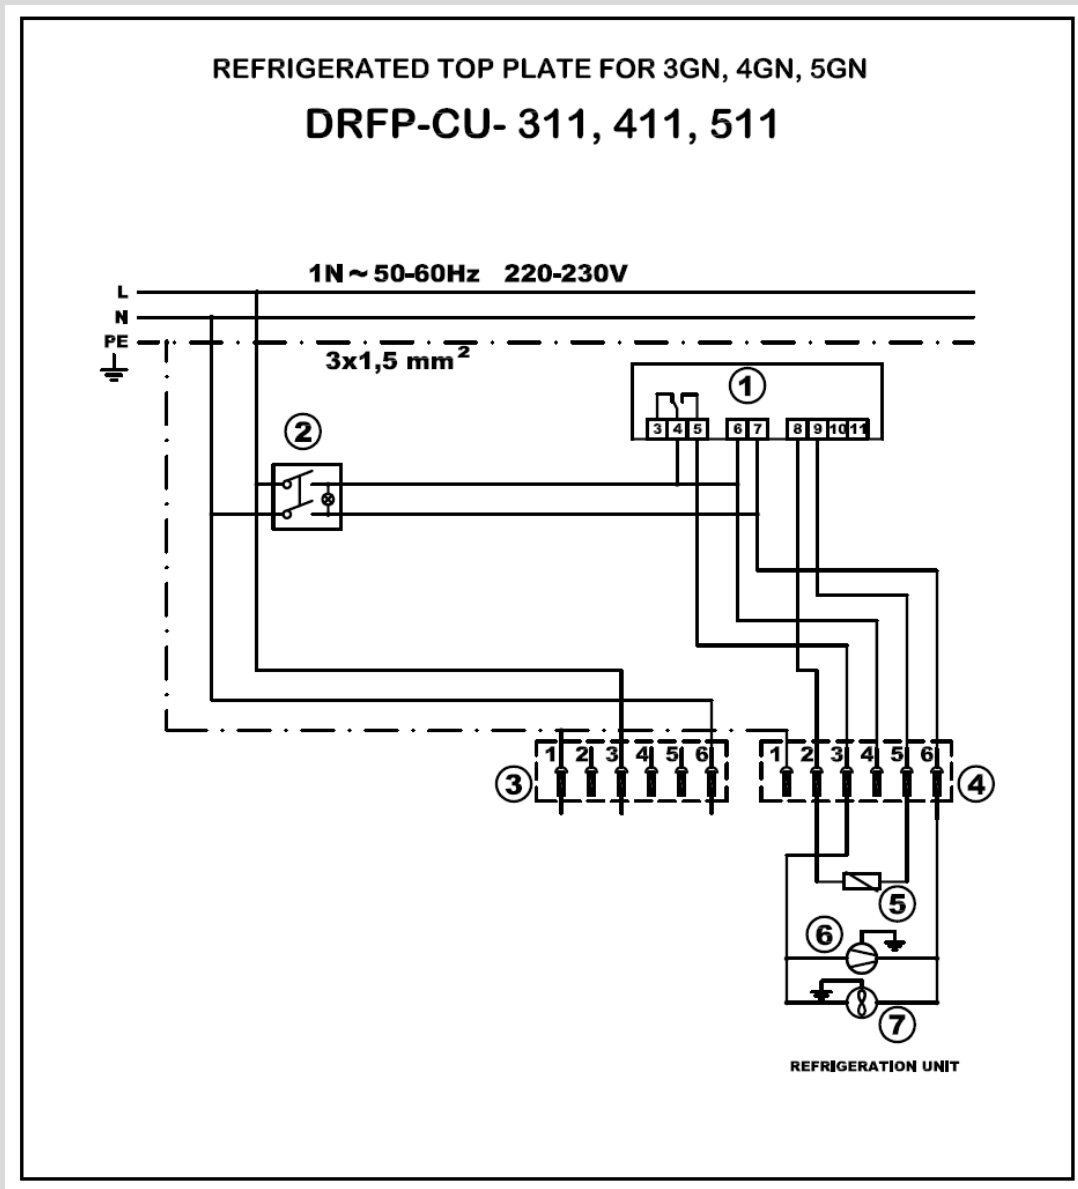 REFRIGERATED TOP PLATE FOR 3GN, 4GN, 5GN
DRFP-CU- 311, 411, 511
1N ~ 50-60Hz 220-230V
L
N
PE
3x1,5 mm²
1
3 4 5 6 7 8 9 10 11
2
1 2 3 4 5 6
1 2 3 4 5 6
3
4
5
6
7
REFRIGERATION UNIT